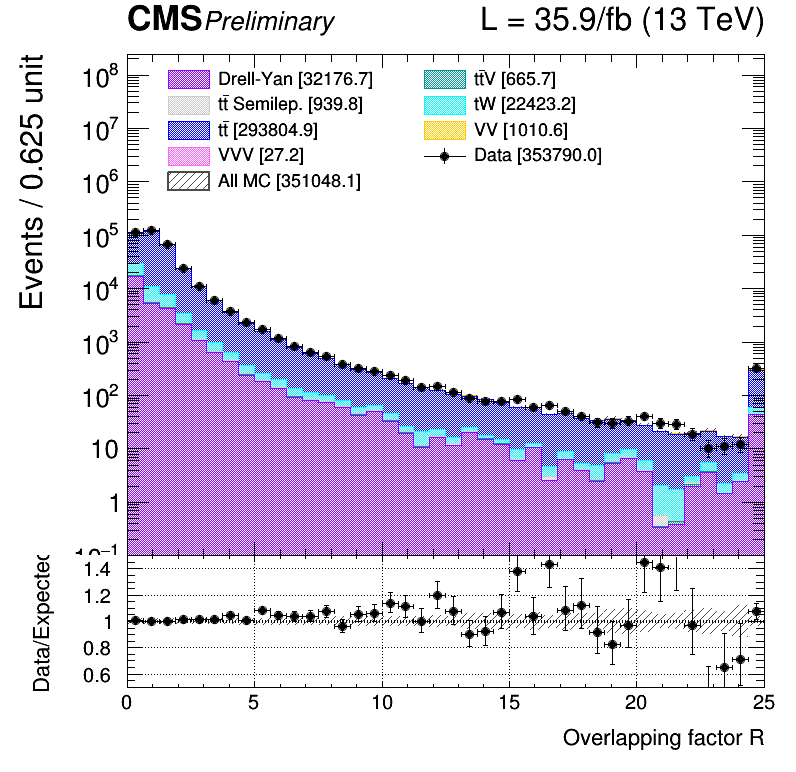 CMS Preliminary L = 35.9/fb (13 TeV)
Events / 0.625 unit
Drell-Yan [32176.7]
tt̄ Semilep. [939.8]
tt̄ [293804.9]
VVV [27.2]
All MC [351048.1]
tt̄V [665.7]
tW [22423.2]
VV [1010.6]
Data [353790.0]
10⁸
10⁷
10⁶
10⁵
10⁴
10³
10²
10
1
10⁻¹
Data/Expected
1.4
1.2
1
0.8
0.6
0 5 10 15 20 25
Overlapping factor R